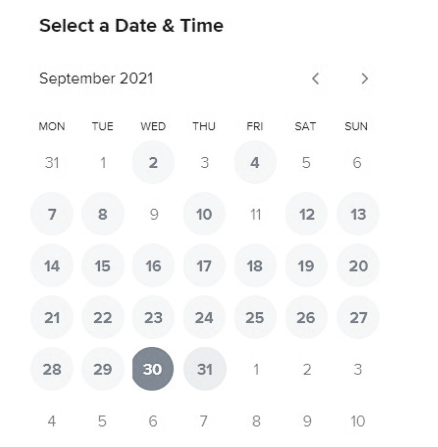 Select a Date & Time
September 2021
MON TUE WED THU FRI SAT SUN
31 1 2 3 4 5 6
7 8 9 10 11 12 13
14 15 16 17 18 19 20
21 22 23 24 25 26 27
28 29 30 31 1 2 3
4 5 6 7 8 9 10